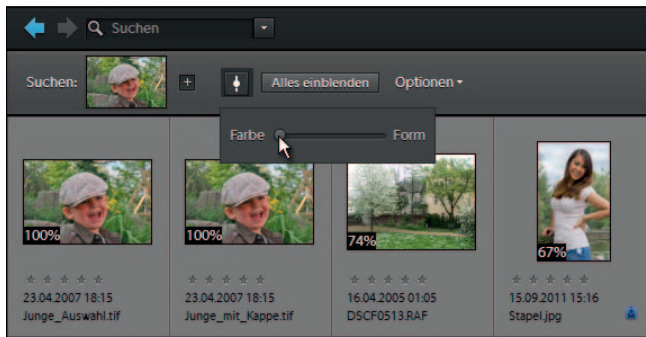 Suchen
Suchen:
Alles einblenden
Optionen
Farbe
Form
100%
100%
74%
67%
23.04.2007 18:15
23.04.2007 18:15
16.04.2005 01:05
15.09.2011 15:16
Junge_Auswahl.tif
Junge_mit_Kappe.tif
DSCF0513.RAF
Stapel.jpg